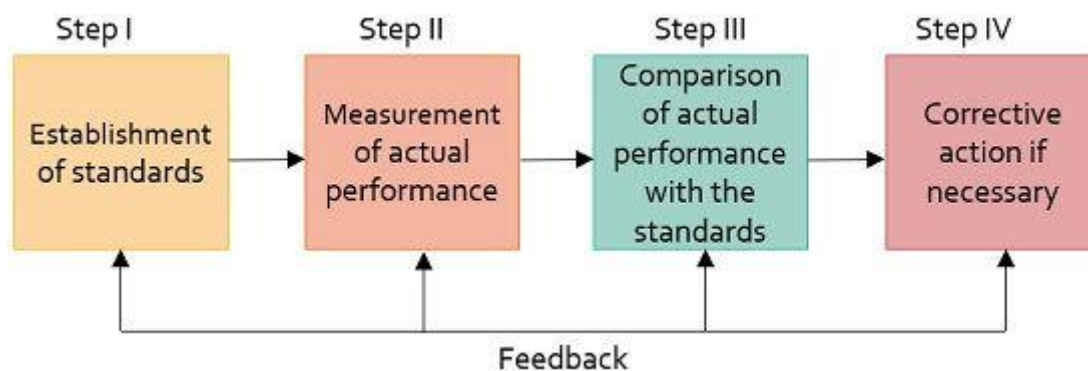 Step I
Establishment
of standards
Step II
Measurement
of actual
performance
Step III
Comparison
of actual
performance
with the
standards
Step IV
Corrective
action if
necessary
Feedback